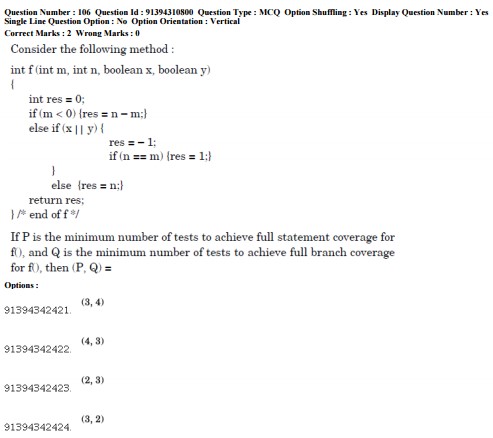 Question Number : 106 Question Id : 91394310800 Question Type : MCQ Option Shuffling : Yes Display Question Number : Yes
Single Line Question Option : No Option Orientation : Vertical
Correct Marks : 2 Wrong Marks : 0
Consider the following method :
int f (int m, int n, boolean x, boolean y)
{
int res = 0;
if (m < 0) {res = n – m;}
else if (x || y) {
res = – 1;
if (n == m) {res = 1;}
}
else {res = n;}
return res;
} /* end of f */
If P is the minimum number of tests to achieve full statement coverage for
f(), and Q is the minimum number of tests to achieve full branch coverage
for f(), then (P, Q) =
Options :
(3, 4)
91394342421.
(4, 3)
91394342422.
(2, 3)
91394342423.
(3, 2)
91394342424.